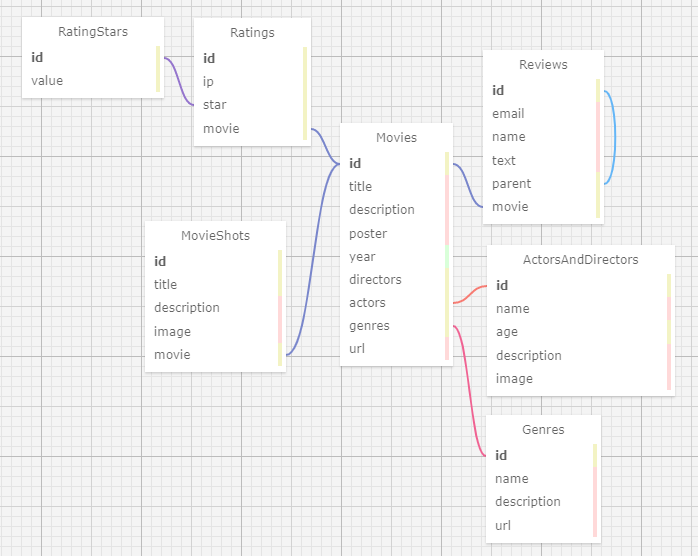 RatingStars
id
value
Ratings
id
ip
star
movie
Reviews
id
email
name
text
parent
movie
Movies
id
title
description
poster
year
directors
actors
genres
url
MovieShots
id
title
description
image
movie
ActorsAndDirectors
id
name
age
description
image
Genres
id
name
description
url